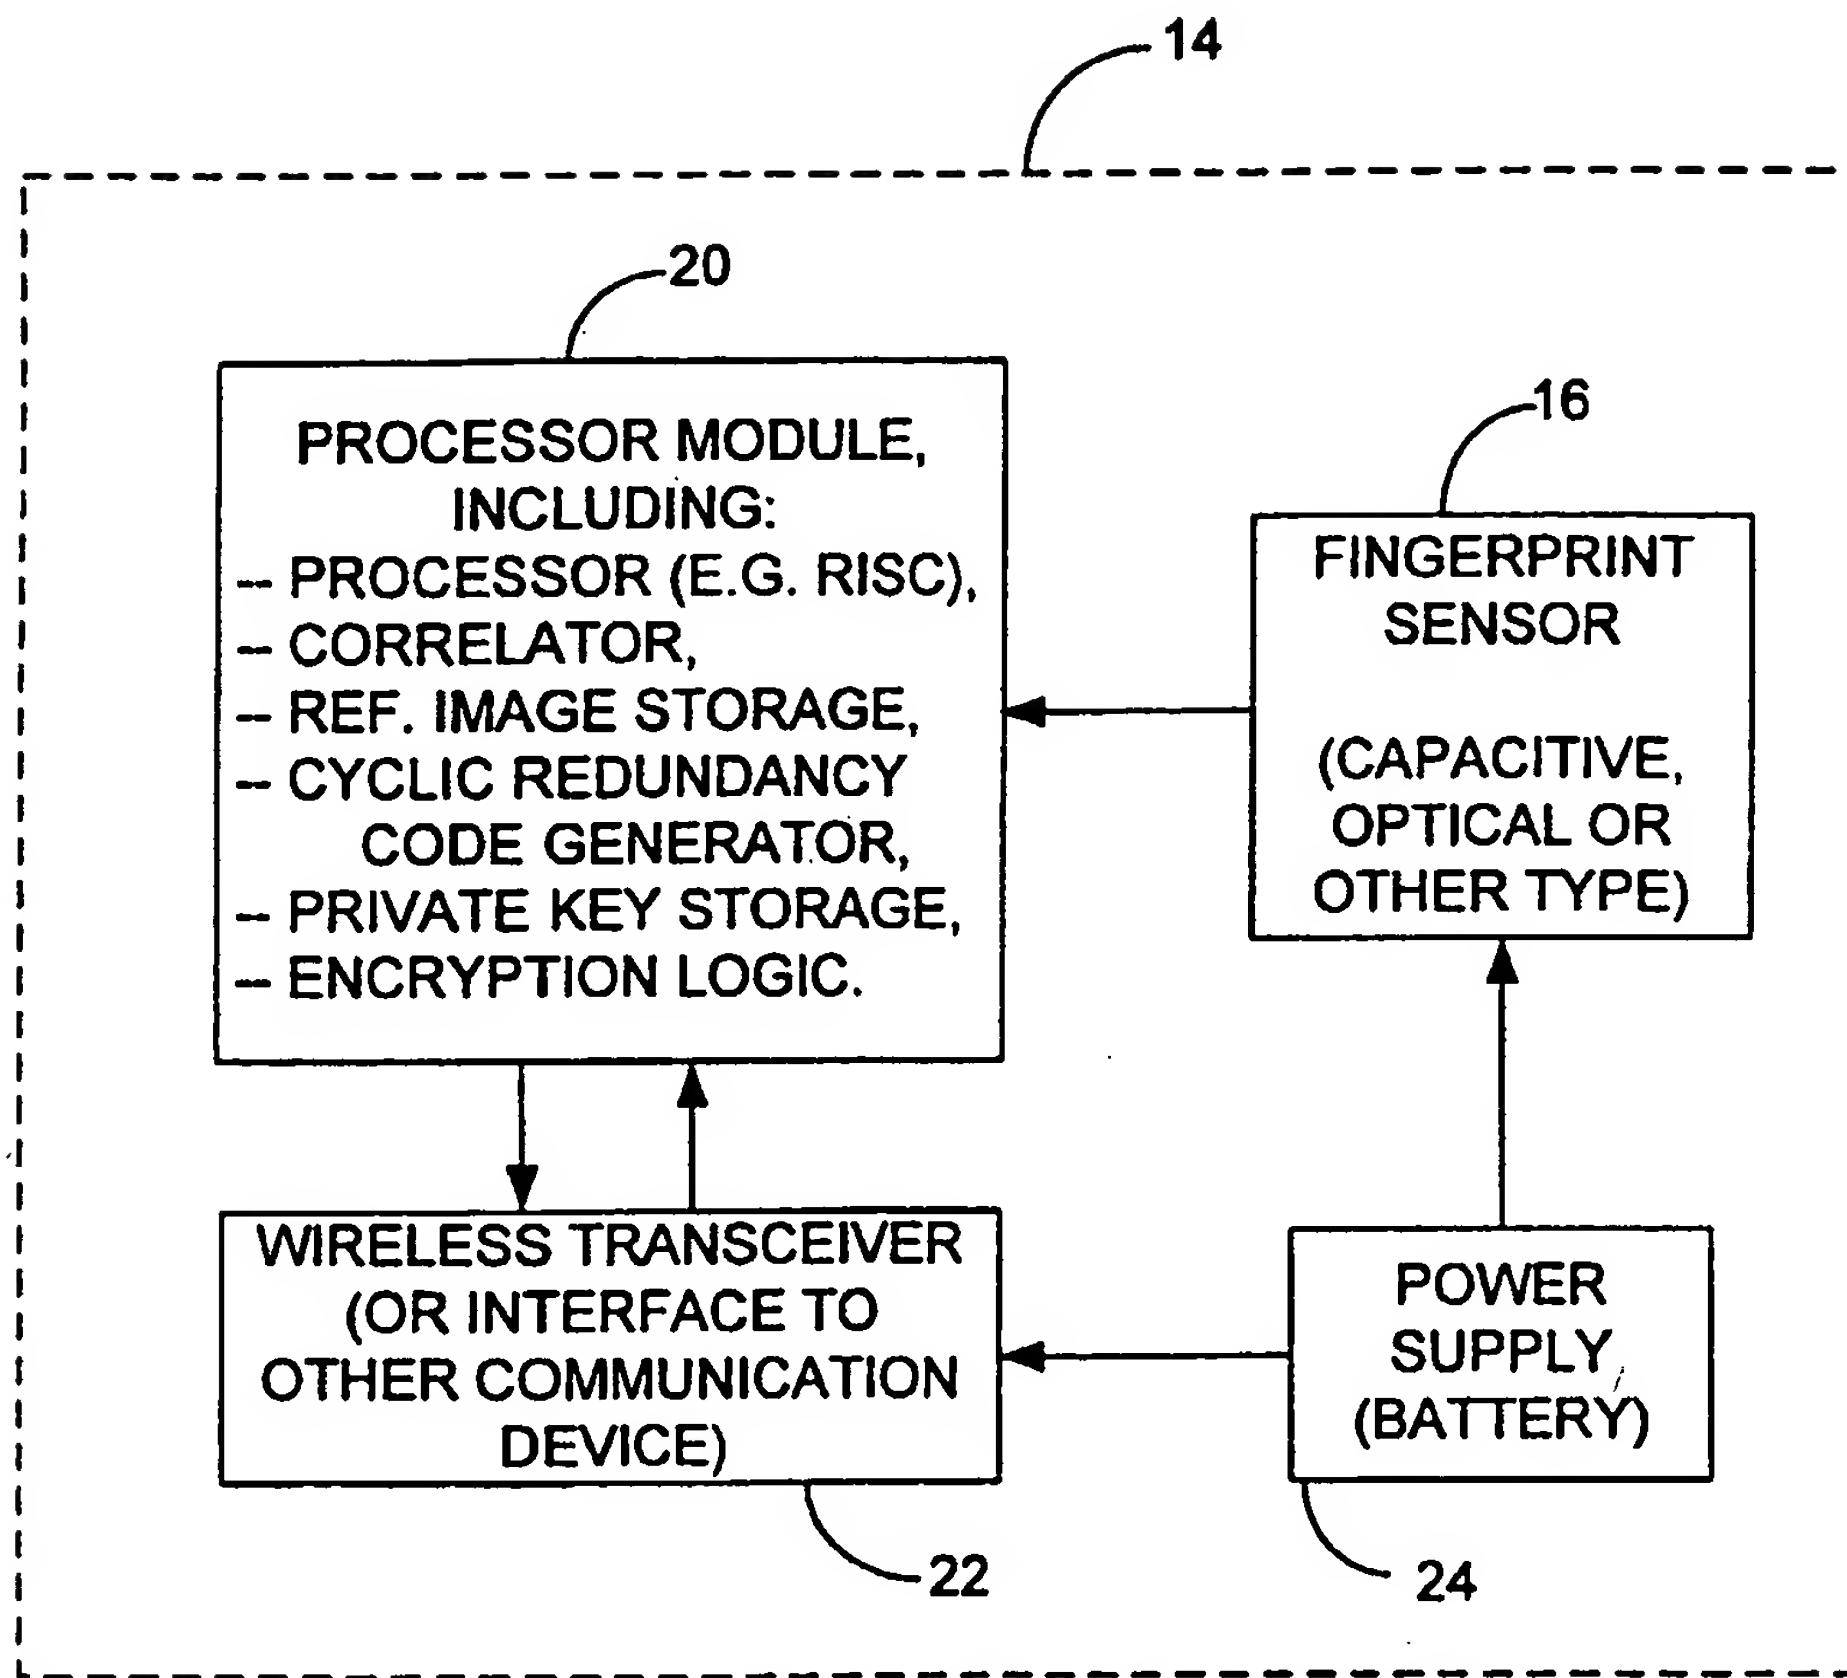 14
20
PROCESSOR MODULE,
INCLUDING:
-- PROCESSOR (E.G. RISC),
-- CORRELATOR,
-- REF. IMAGE STORAGE,
-- CYCLIC REDUNDANCY
CODE GENERATOR,
-- PRIVATE KEY STORAGE,
-- ENCRYPTION LOGIC.
16
FINGERPRINT
SENSOR
(CAPACITIVE,
OPTICAL OR
OTHER TYPE)
WIRELESS TRANSCEIVER
(OR INTERFACE TO
OTHER COMMUNICATION
DEVICE)
22
POWER
SUPPLY
(BATTERY)
24